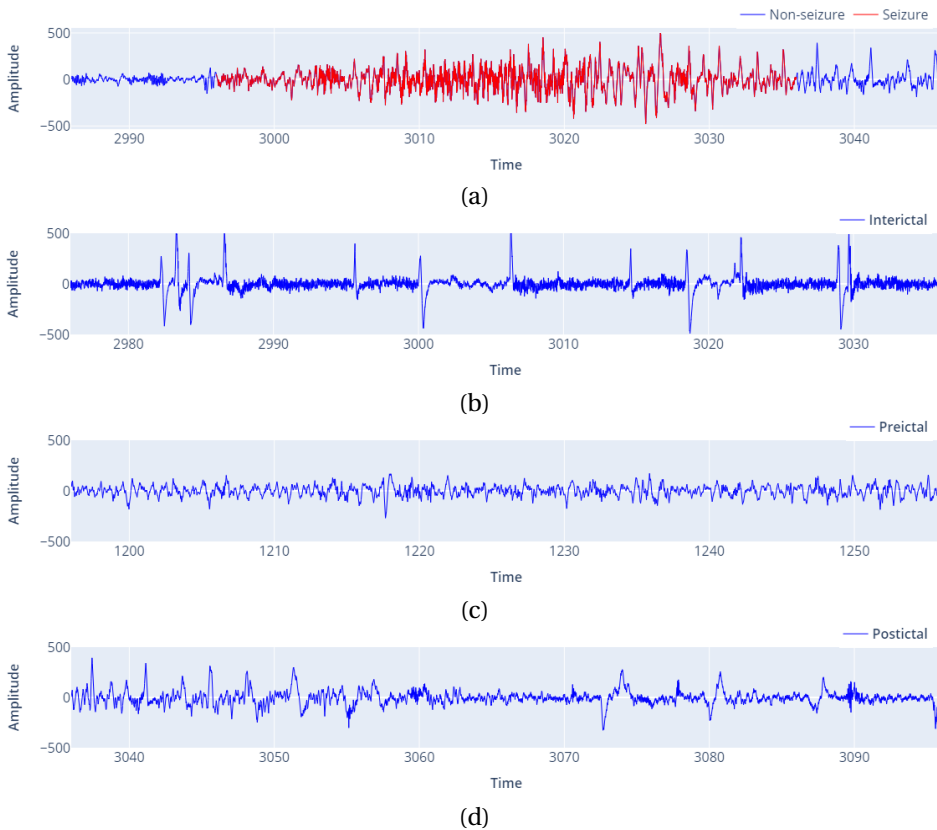 Non-seizure Seizure
500
0
−500
Amplitude
2990 3000 3010 3020 3030 3040
Time
(a)
Interictal
500
0
−500
Amplitude
2980 2990 3000 3010 3020 3030
Time
(b)
Preictal
500
0
−500
Amplitude
1200 1210 1220 1230 1240 1250
Time
(c)
Postictal
500
0
−500
Amplitude
3040 3050 3060 3070 3080 3090
Time
(d)